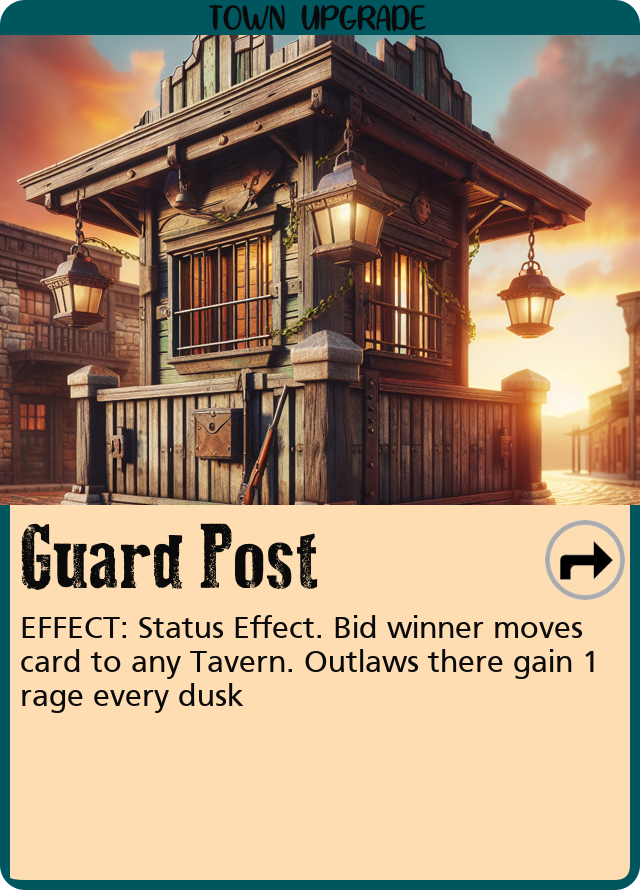 TOWN UPGRADE
Guard Post
EFFECT: Status Effect. Bid winner moves
card to any Tavern. Outlaws there gain 1
rage every dusk